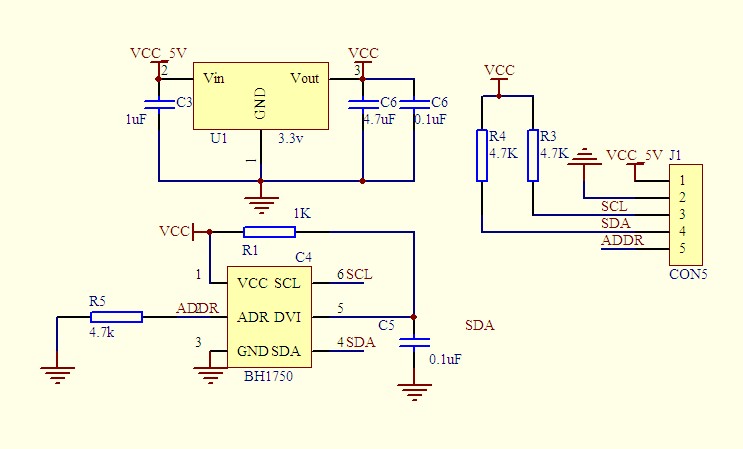 VCC_5V
VCC
2
Vin
Vout
3
C3
1uF
GND
C6
4.7uF
C6
0.1uF
U1
3.3v
1
VCC
R4
4.7K
R3
4.7K
VCC_5V
J1
1
2
SCL
3
SDA
4
ADDR
5
CON5
VCC
1K
R1
C4
1
VCC SCL
6 SCL
R5
4.7k
ADDR
2
ADR DVI
5
C5
SDA
3
GND SDA
4 SDA
0.1uF
BH1750